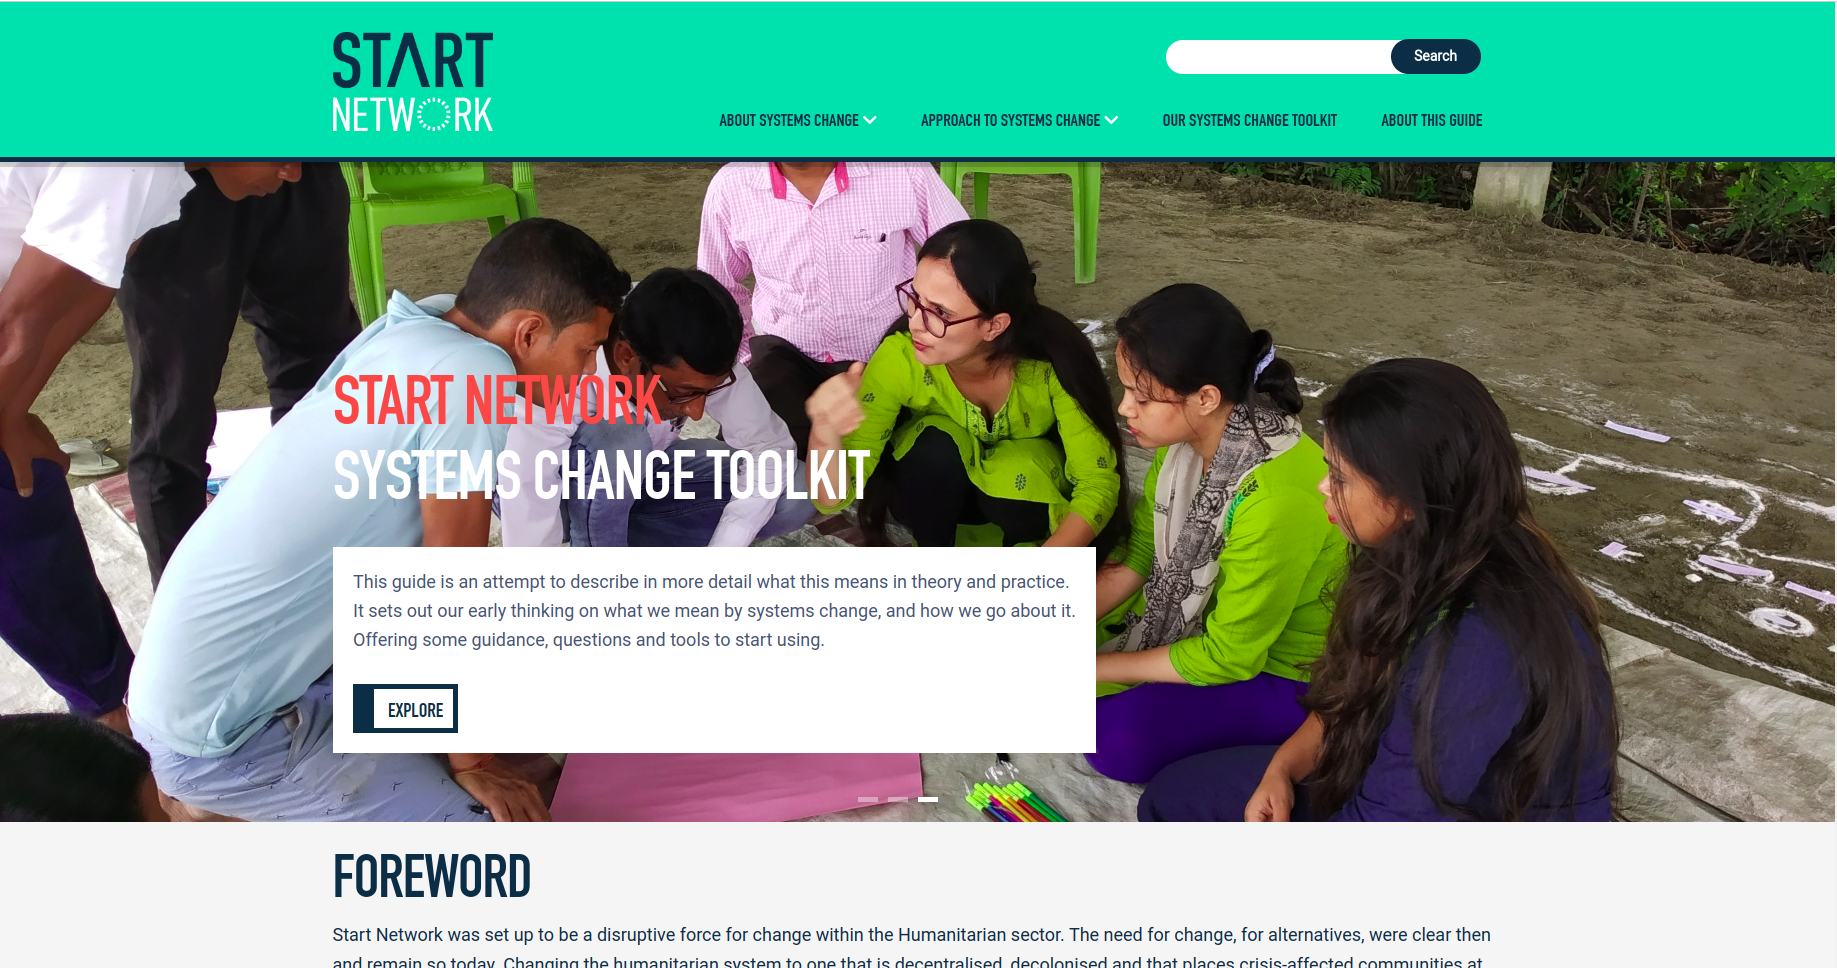 START
NETWORK
Search
ABOUT SYSTEMS CHANGE
APPROACH TO SYSTEMS CHANGE
OUR SYSTEMS CHANGE TOOLKIT
ABOUT THIS GUIDE
START NETWORK
SYSTEMS CHANGE TOOLKIT
This guide is an attempt to describe in more detail what this means in theory and practice.
It sets out our early thinking on what we mean by systems change, and how we go about it.
Offering some guidance, questions and tools to start using.
EXPLORE
FOREWORD
Start Network was set up to be a disruptive force for change within the Humanitarian sector. The need for change, for alternatives, were clear then
and remain so today. Changing the humanitarian system to one that is decentralised, decolonised and that places crisis-affected communities at